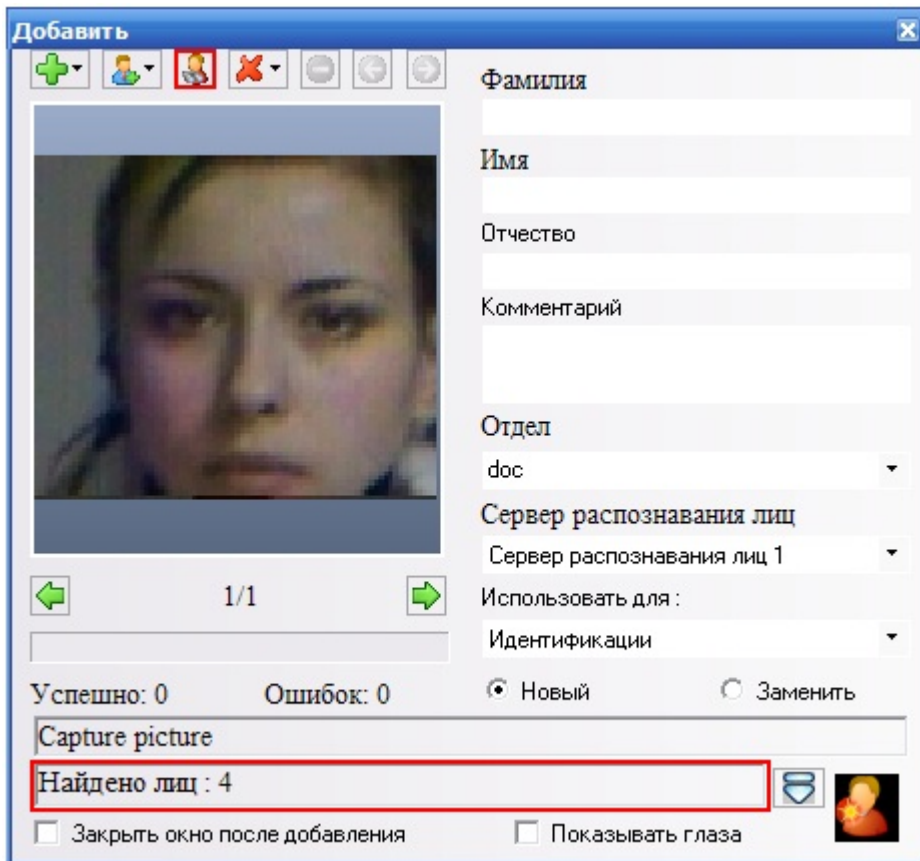 Добавить
Фамилия
Имя
Отчество
Комментарий
Отдел
doc
Сервер распознавания лиц
Сервер распознавания лиц 1
1/1
Использовать для :
Идентификации
Успешно: 0 Ошибок: 0
Новый Заменить
Capture picture
Найдено лиц : 4
Закрыть окно после добавления Показывать глаза